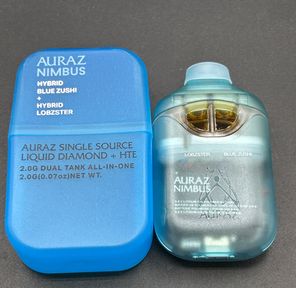 AURAZ
NIMBUS
HYBRID
BLUE ZUSHI
+
HYBRID
LOBZSTER
AURAZ SINGLE SOURCE
LIQUID DIAMOND + HTE
2.0G DUAL TANK ALL-IN-ONE
2.0G(0.07oz)NET WT.
LOBZSTER BLUE ZUSHI
+
AURAZ
NIMBUS